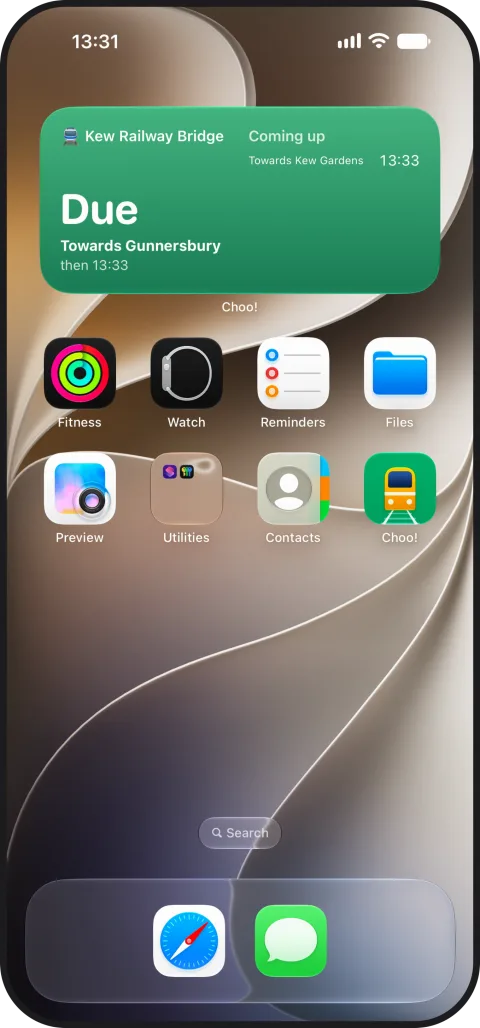 13:31
Kew Railway Bridge
Coming up
Towards Kew Gardens 13:33
Due
Towards Gunnersbury
then 13:33
Choo!
Fitness
Watch
Reminders
Files
Preview
Utilities
Contacts
Choo!
Search